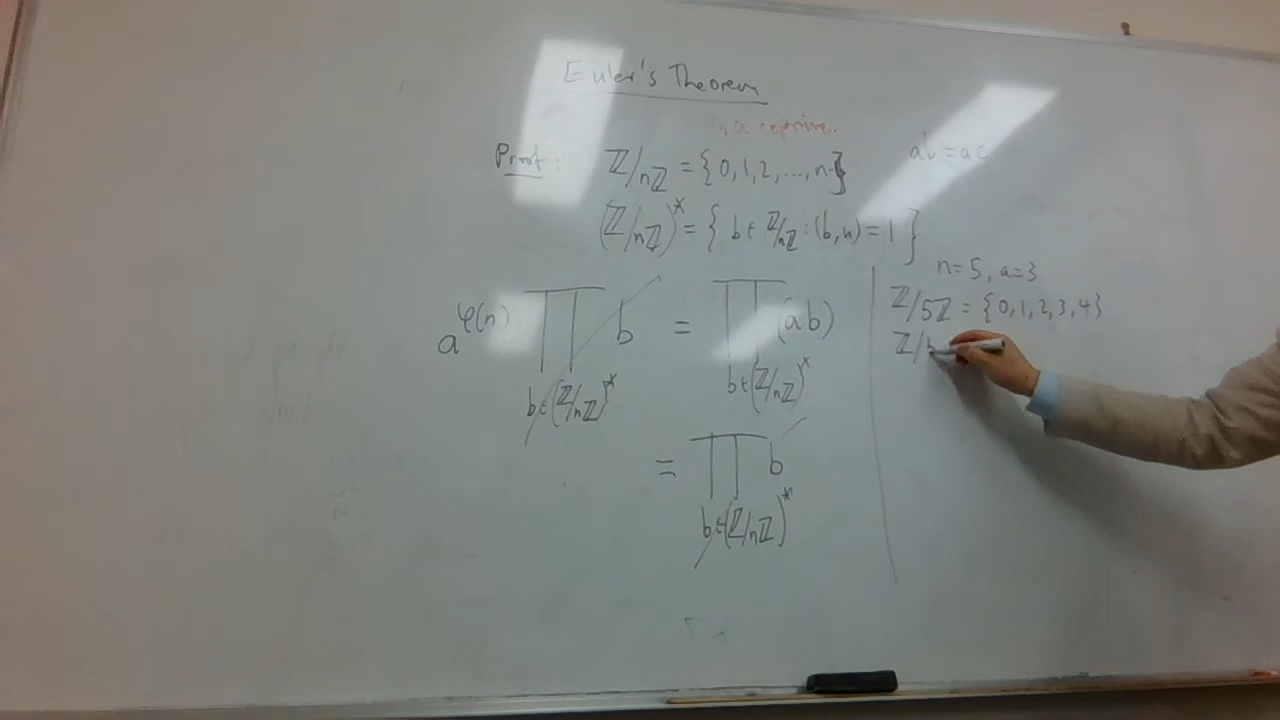 Euler's Theorem
a coprime.
Proof:
ℤ/nℤ = {0, 1, 2, ..., n-1}
ab = ac
(ℤ/nℤ)* = { b ∈ ℤ/nℤ : (b, n) = 1 }
a^φ(n) ∏ b = ∏ (ab)
b ∈ (ℤ/nℤ)* b ∈ (ℤ/nℤ)*
= ∏ b
b ∈ (ℤ/nℤ)*
n = 5, a = 3
ℤ/5ℤ = {0, 1, 2, 3, 4}
ℤ/